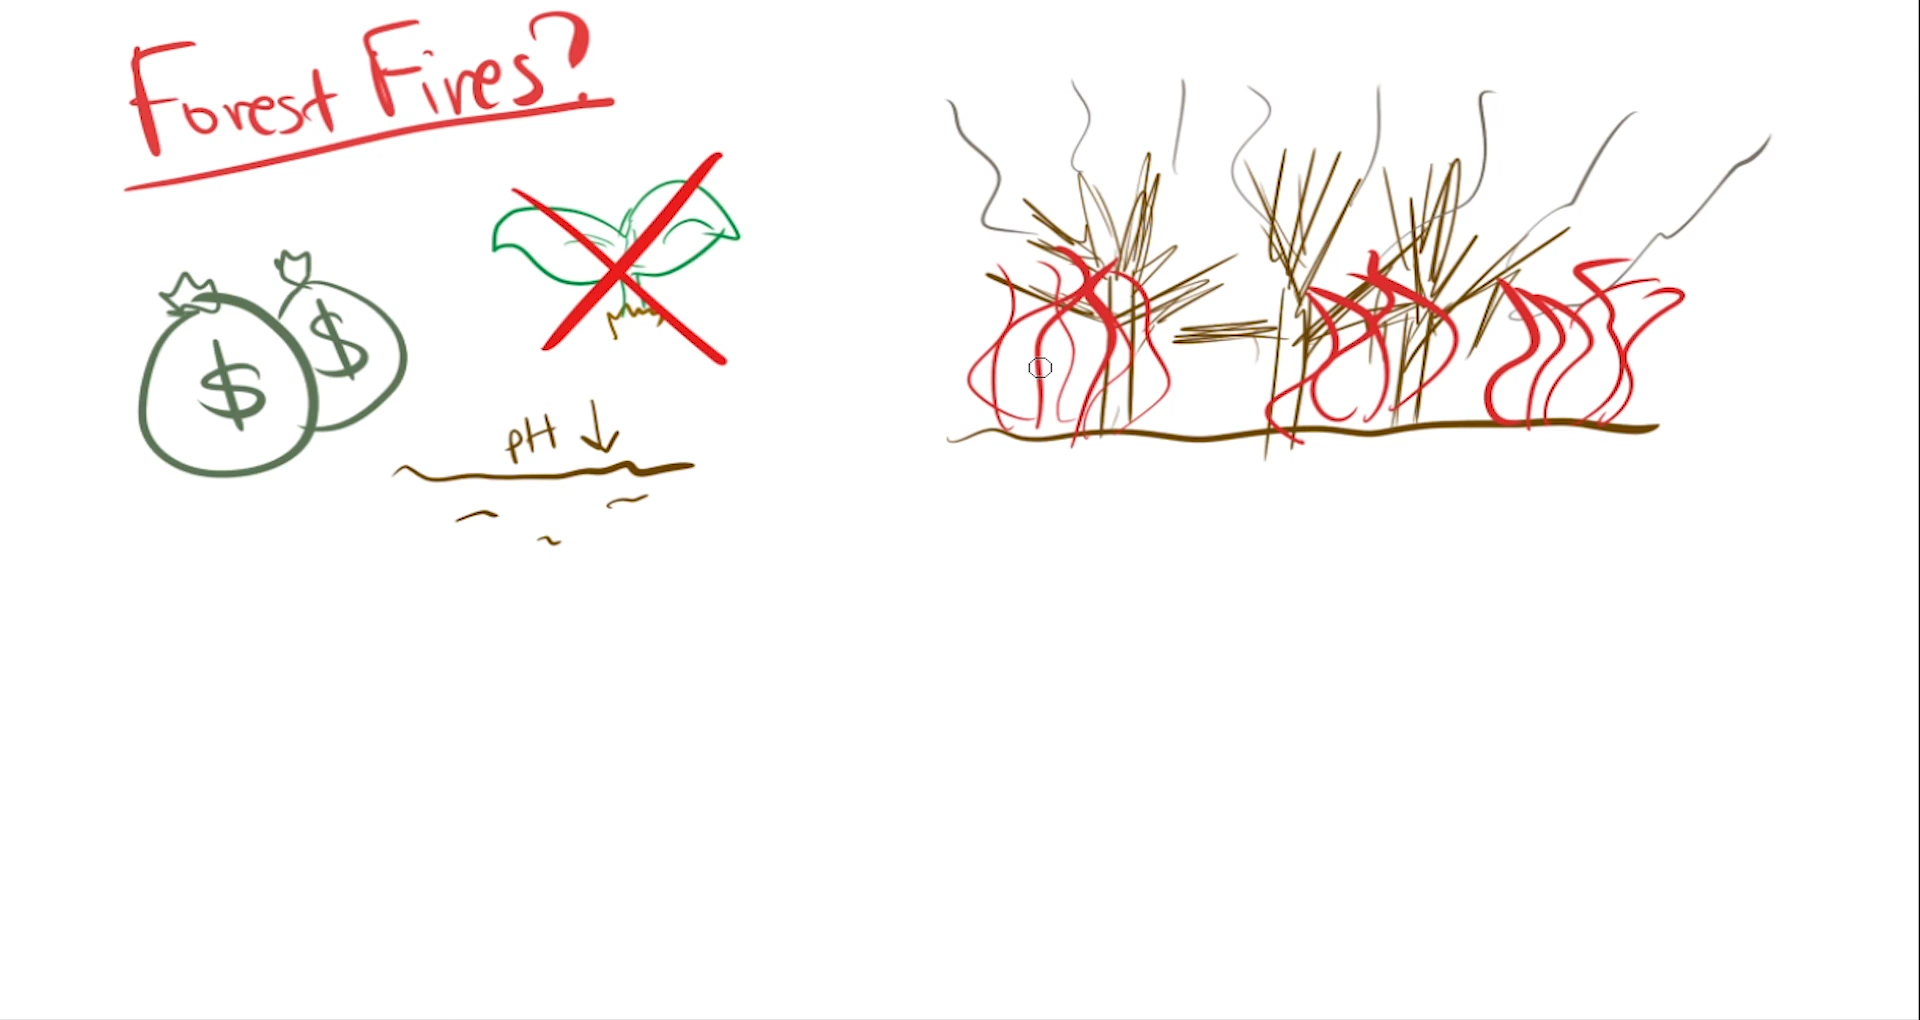 Forest Fires?
$ $
pH ↓